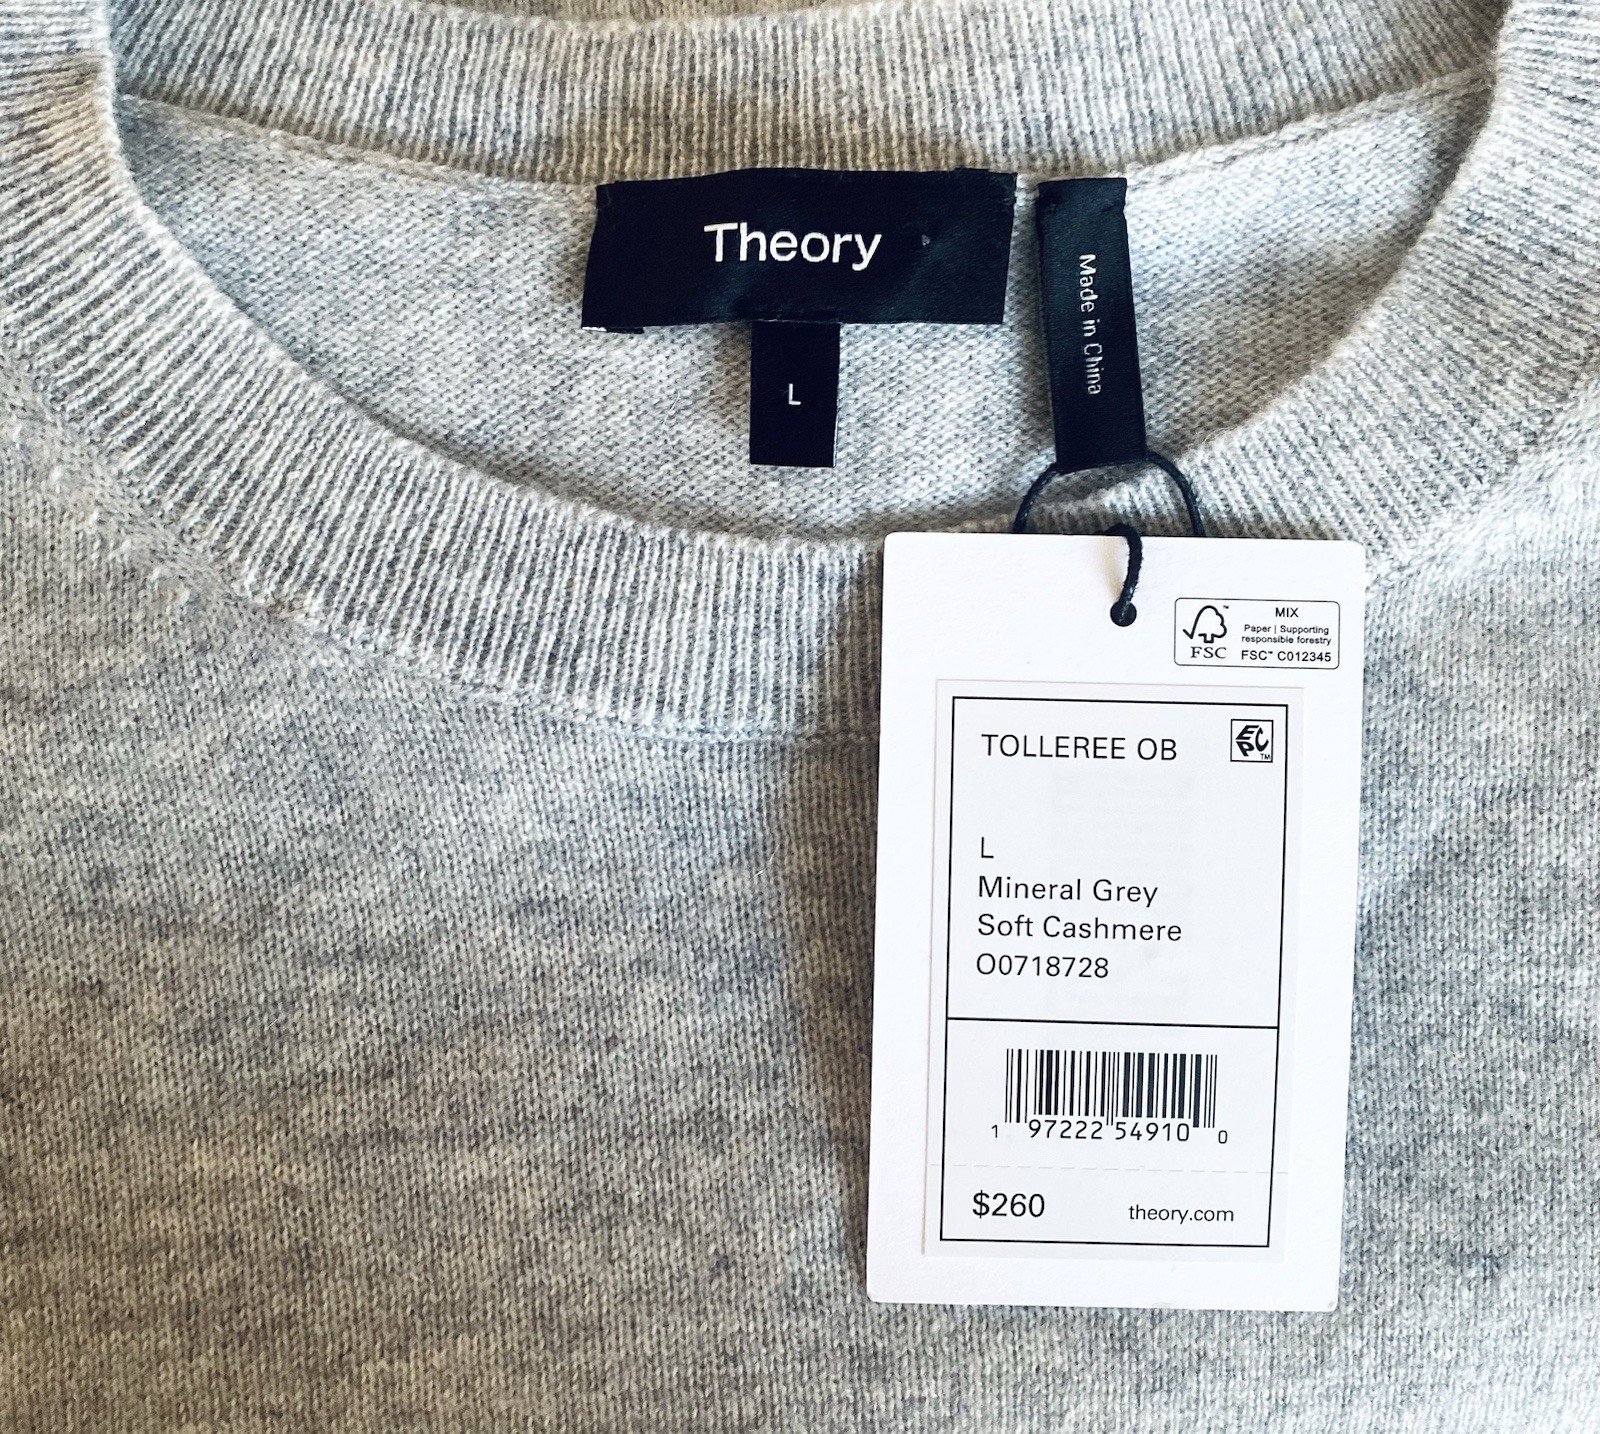 Theory
L
Made in China
MIX
Paper | Supporting
responsible forestry
FSC™ C012345
FSC
TOLLEREE OB
EPC™
L
Mineral Grey
Soft Cashmere
O0718728
1 97222 54910 0
$260
theory.com